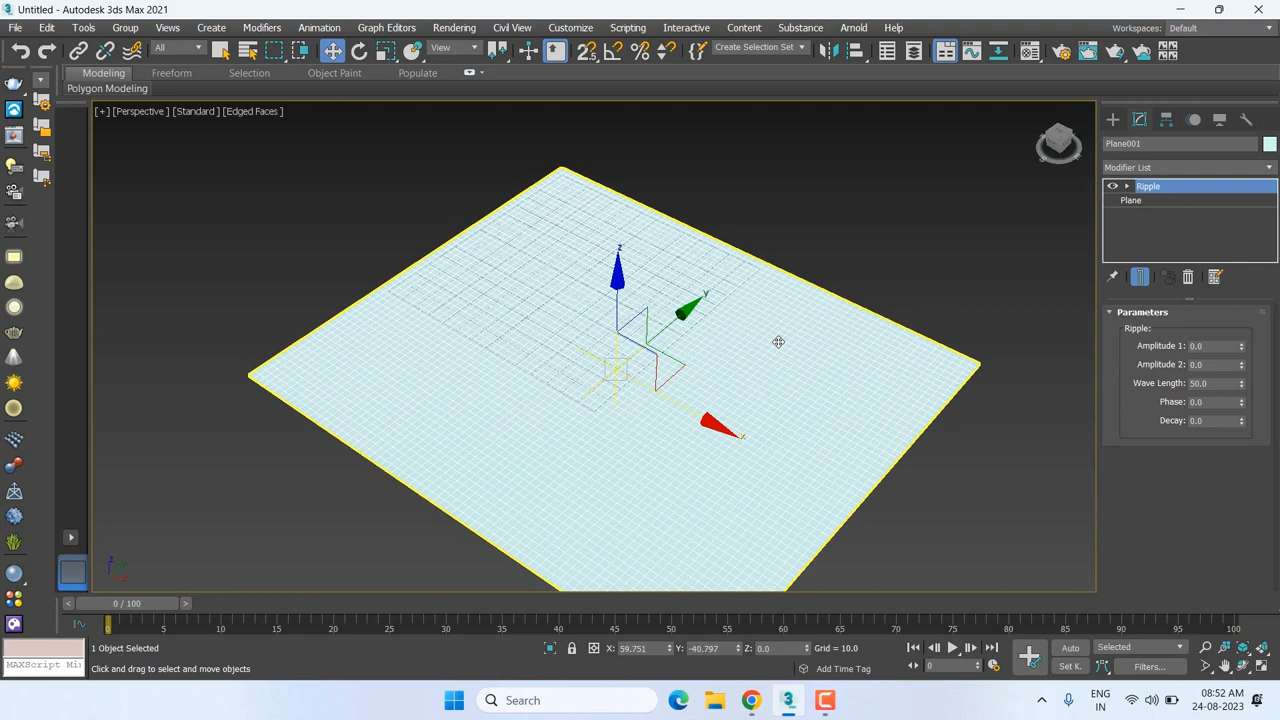 Untitled - Autodesk 3ds Max 2021
File Edit Tools Group Views Create Modifiers Animation Graph Editors Rendering Civil View Customize Scripting Interactive Content Substance Arnold Help Workspaces: Default
All View Create Selection Set
Modeling Freeform Selection Object Paint Populate
Polygon Modeling
[+] [Perspective ] [Standard ] [Edged Faces ]
Plane001
Modifier List
Ripple
Plane
Parameters
Ripple:
Amplitude 1: 0.0
Amplitude 2: 0.0
Wave Length: 50.0
Phase: 0.0
Decay: 0.0
z
y
x
z
< 0 / 100 >
0 5 10 15 20 25 30 35 40 45 50 55 60 65 70 75 80 85 90 95 100
1 Object Selected X: 59.751 Y: -40.797 Z: 0.0 Grid = 10.0 Auto Selected
MAXScript Mi Click and drag to select and move objects Add Time Tag 0 Set K. Filters...
Search
ENG
IN
08:52 AM
24-08-2023